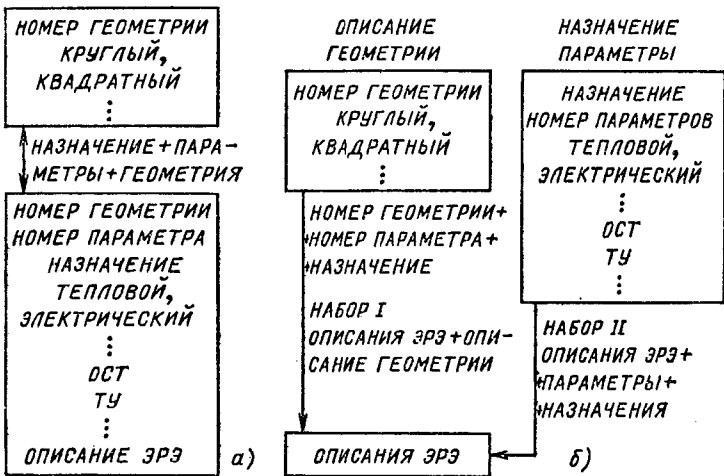 НОМЕР ГЕОМЕТРИИ
КРУГЛЫЙ,
КВАДРАТНЫЙ
⋮
НАЗНАЧЕНИЕ+ПАРА-
МЕТРЫ+ГЕОМЕТРИЯ
НОМЕР ГЕОМЕТРИИ
НОМЕР ПАРАМЕТРА
НАЗНАЧЕНИЕ
ТЕПЛОВОЙ,
ЭЛЕКТРИЧЕСКИЙ
⋮
ОСТ
ТУ
⋮
ОПИСАНИЕ ЭРЭ
а)
ОПИСАНИЕ
ГЕОМЕТРИИ
НОМЕР ГЕОМЕТРИИ
КРУГЛЫЙ,
КВАДРАТНЫЙ
⋮
НОМЕР ГЕОМЕТРИИ+
+НОМЕР ПАРАМЕТРА+
+НАЗНАЧЕНИЕ
НАБОР I
ОПИСАНИЯ ЭРЭ+ОПИ-
САНИЕ ГЕОМЕТРИИ
НАЗНАЧЕНИЕ
ПАРАМЕТРЫ
НАЗНАЧЕНИЕ
НОМЕР ПАРАМЕТРОВ
ТЕПЛОВОЙ,
ЭЛЕКТРИЧЕСКИЙ
⋮
ОСТ
ТУ
⋮
НАБОР II
ОПИСАНИЯ ЭРЭ+
+ПАРАМЕТРЫ+
+НАЗНАЧЕНИЯ
ОПИСАНИЯ ЭРЭ
б)